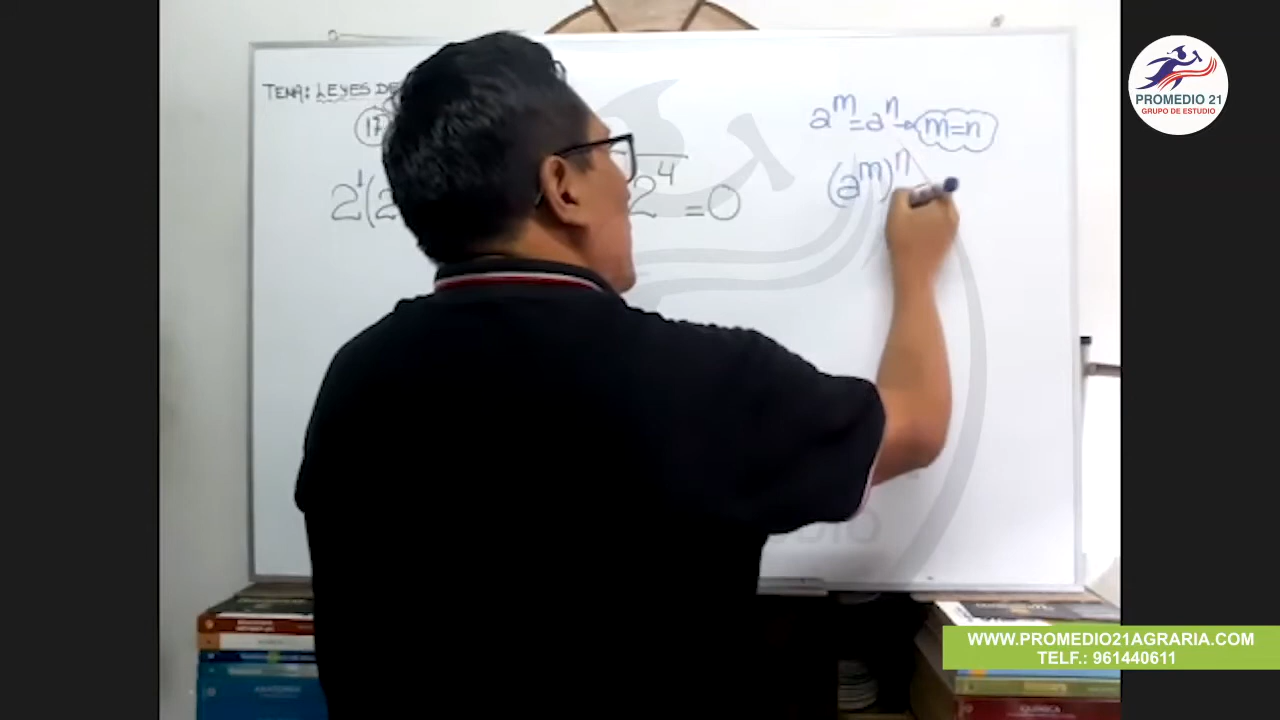 TEMA: LEYES DE
17
2¹(2
2⁴ = 0
aᵐ = aⁿ → m=n
(aᵐ)ⁿ
PROMEDIO 21
GRUPO DE ESTUDIO
QUÍMICA
WWW.PROMEDIO21AGRARIA.COM
TELF.: 961440611